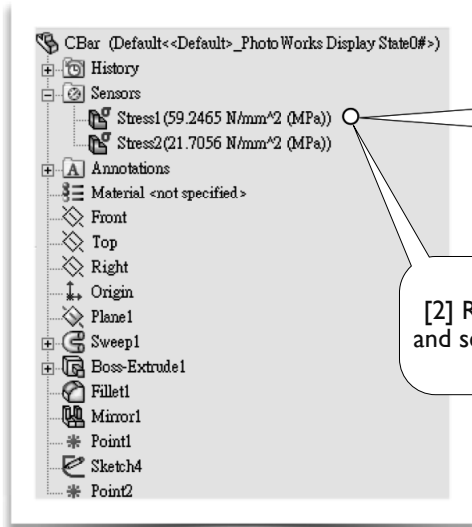 CBar (Default<<Default>_PhotoWorks Display State0#>)
History
Sensors
Stress1 (59.2465 N/mm^2 (MPa))
Stress2 (21.7056 N/mm^2 (MPa))
Annotations
Material <not specified>
Front
Top
Right
Origin
Plane1
Sweep1
Boss-Extrude1
Fillet1
Mirror1
Point1
Sketch4
Point2
[2]
and